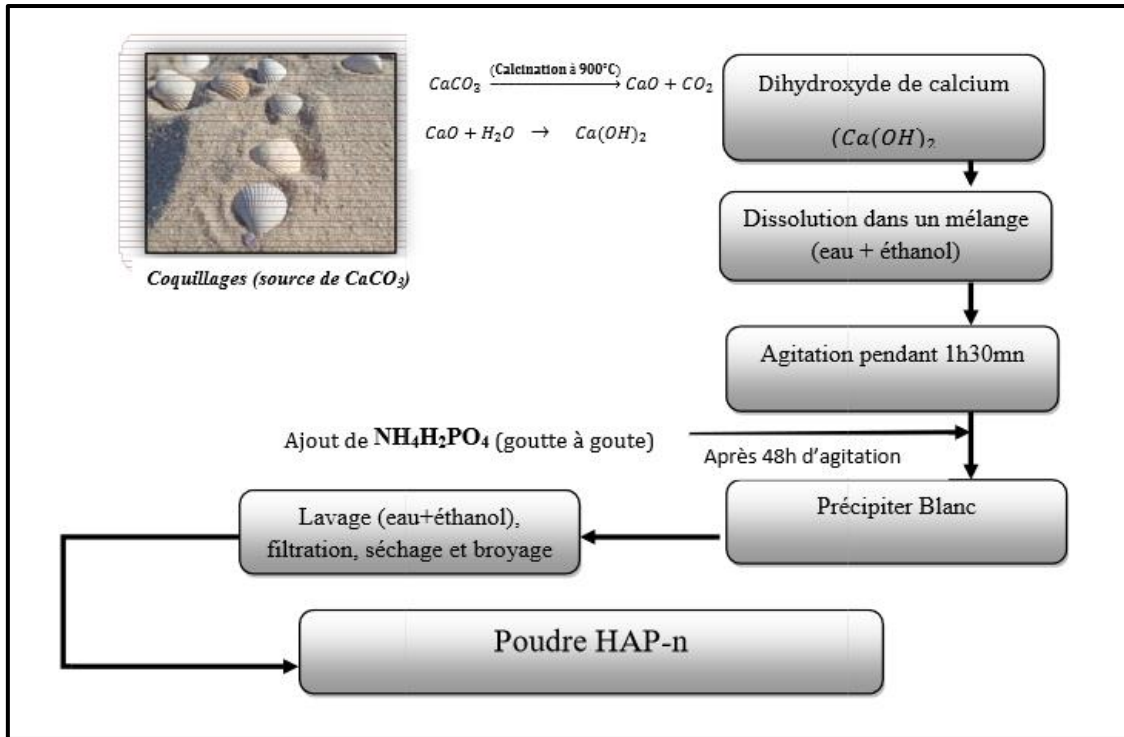 CaCO₃ (Calcination à 900°C) → CaO + CO₂
CaO + H₂O → Ca(OH)₂
Coquillages (source de CaCO₃)
Dihydroxyde de calcium
(Ca(OH)₂
Dissolution dans un mélange
(eau + éthanol)
Agitation pendant 1h30mn
Ajout de NH₄H₂PO₄ (goutte à goute)
Après 48h d’agitation
Précipiter Blanc
Lavage (eau+éthanol),
filtration, séchage et broyage
Poudre HAP-n